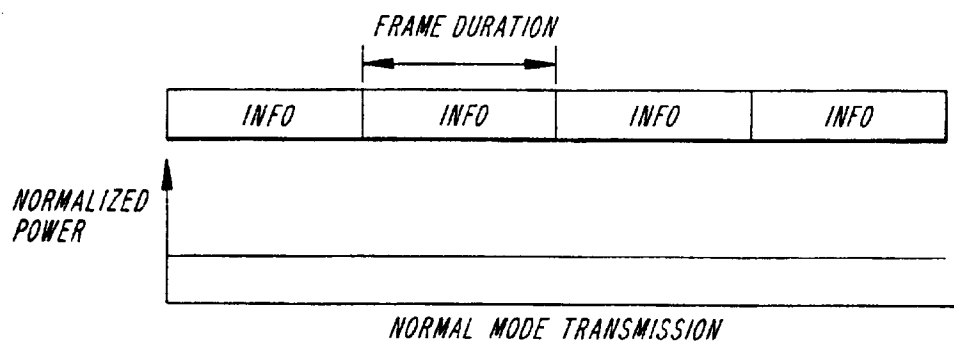 FRAME DURATION
INFO INFO INFO INFO
NORMALIZED
POWER
NORMAL MODE TRANSMISSION